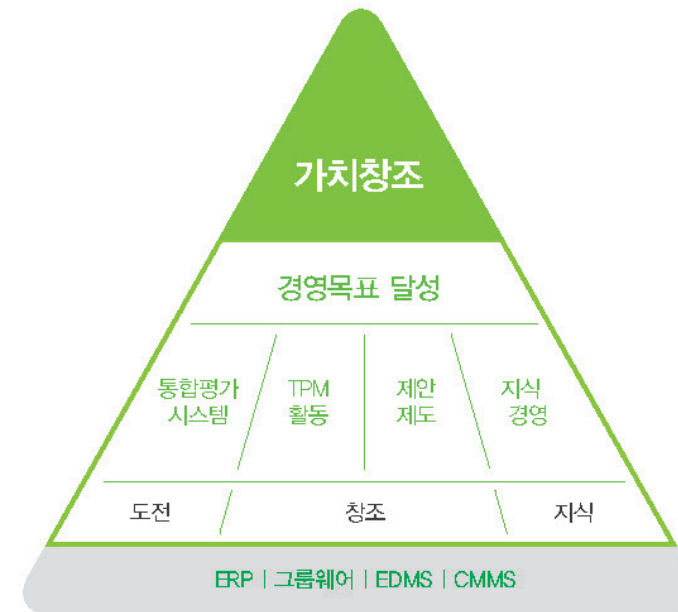 가치창조
경영목표 달성
통합평가
시스템
TPM
활동
제안
제도
지식
경영
도전
창조
지식
ERP | 그룹웨어 | EDMS | CMMS